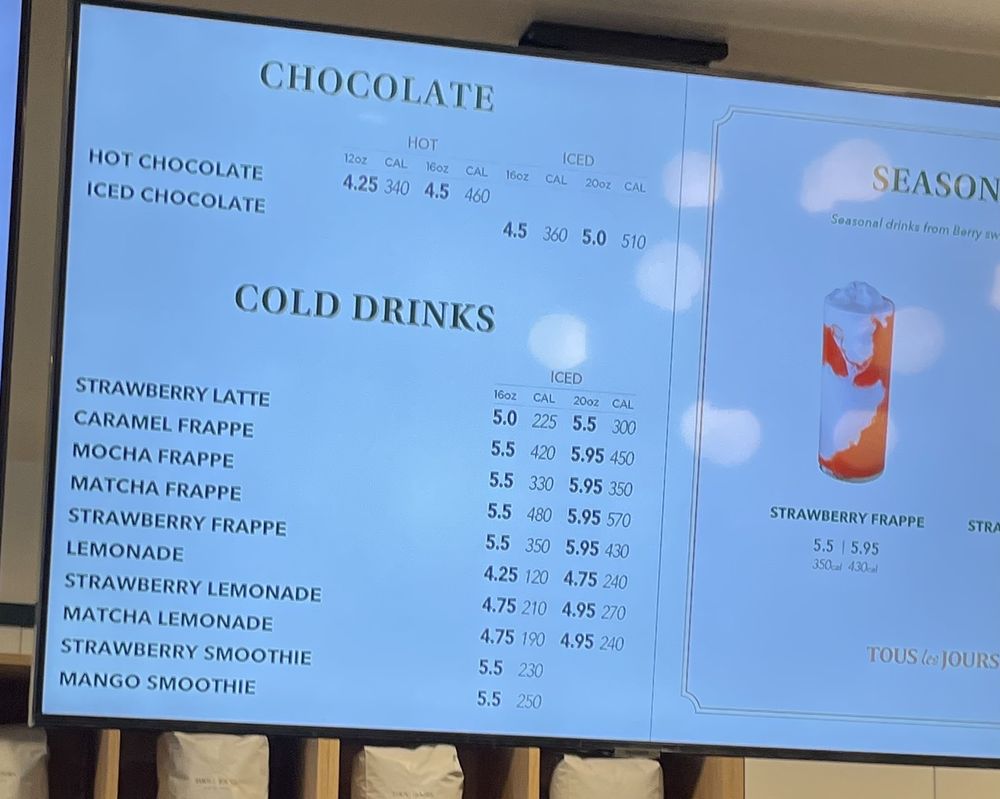 CHOCOLATE
HOT ICED
12oz CAL 16oz CAL 16oz CAL 20oz CAL
HOT CHOCOLATE 4.25 340 4.5 460
ICED CHOCOLATE 4.5 360 5.0 510
COLD DRINKS
ICED
16oz CAL 20oz CAL
STRAWBERRY LATTE 5.0 225 5.5 300
CARAMEL FRAPPE 5.5 420 5.95 450
MOCHA FRAPPE 5.5 330 5.95 350
MATCHA FRAPPE 5.5 480 5.95 570
STRAWBERRY FRAPPE 5.5 350 5.95 430
LEMONADE 4.25 120 4.75 240
STRAWBERRY LEMONADE 4.75 210 4.95 270
MATCHA LEMONADE 4.75 190 4.95 240
STRAWBERRY SMOOTHIE 5.5 230
MANGO SMOOTHIE 5.5 250
SEASON
Seasonal drinks from Berry sw
STRAWBERRY FRAPPE
5.5 | 5.95
350cal 430cal
STRA
TOUS les JOURS